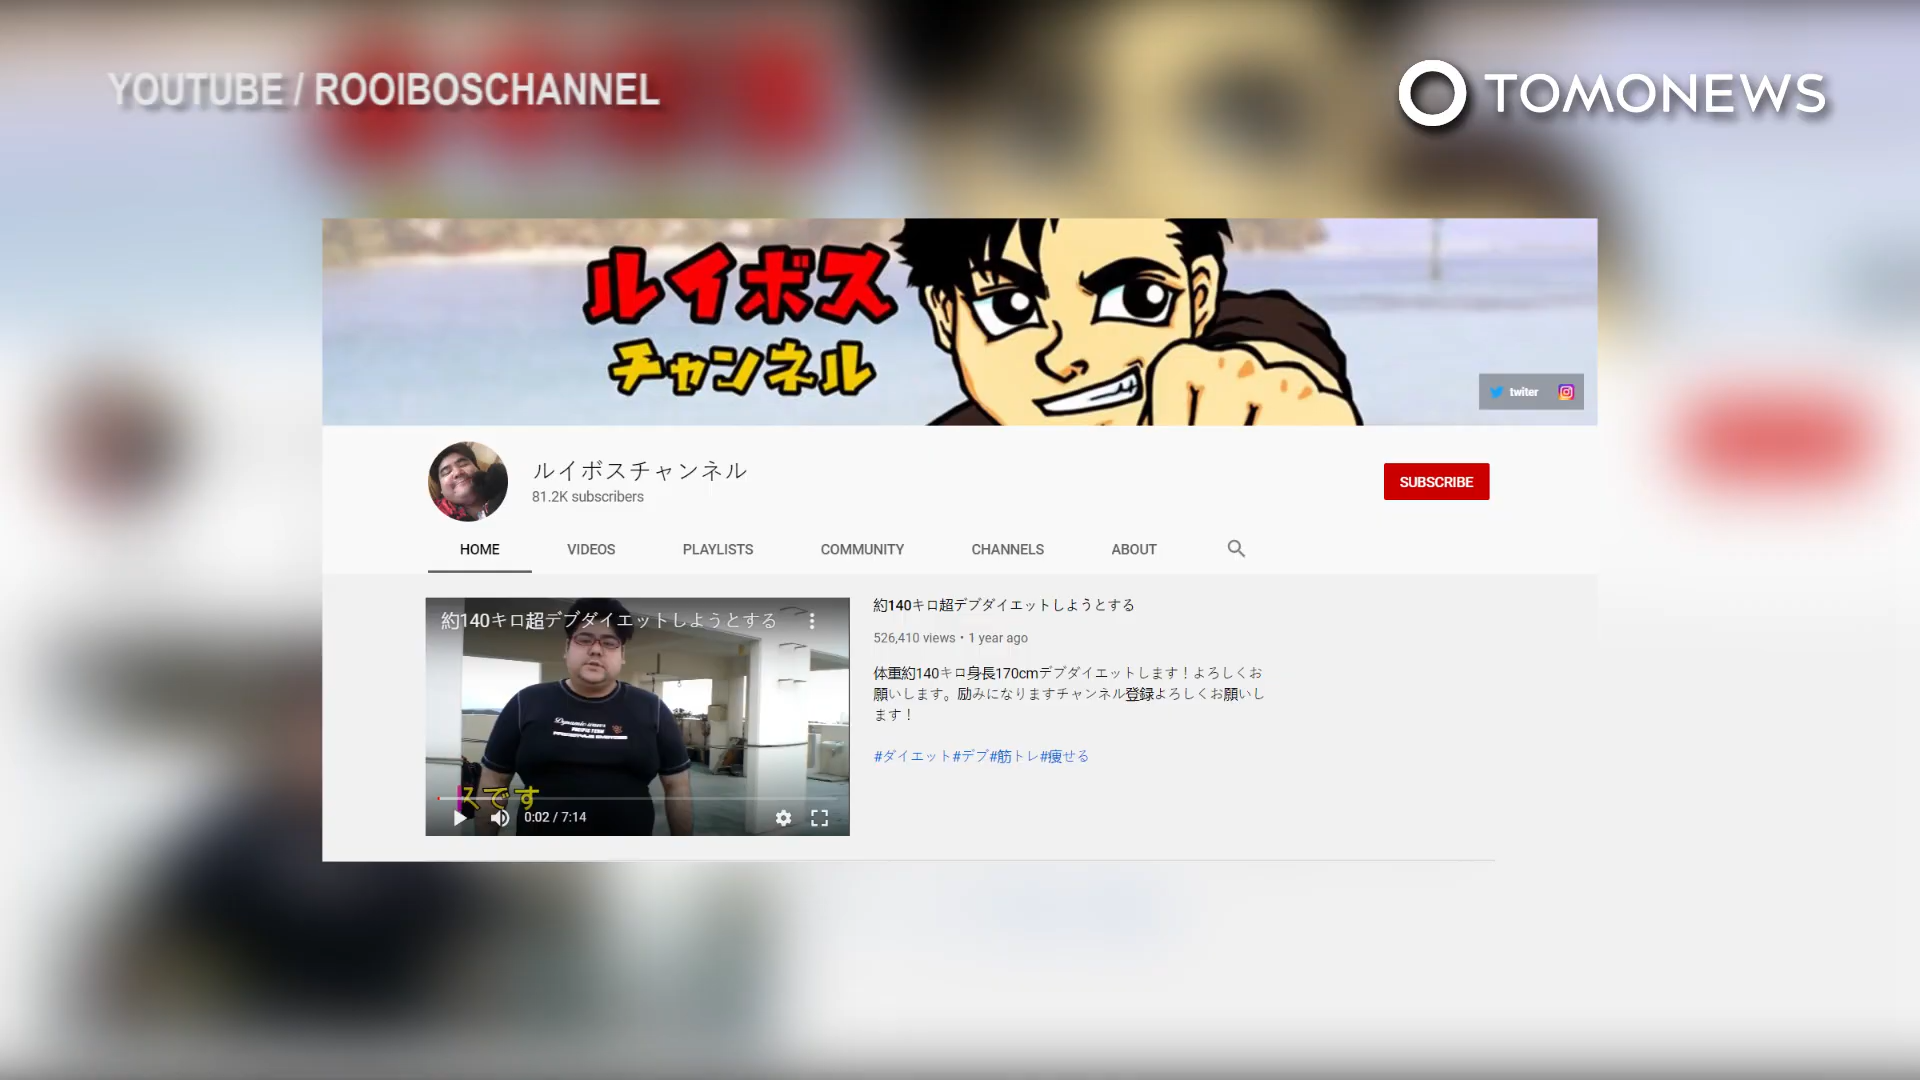 YOUTUBE / ROOIBOSCHANNEL
TOMONEWS
ルイボス
チャンネル
twiter
ルイボスチャンネル
81.2K subscribers
SUBSCRIBE
HOME VIDEOS PLAYLISTS COMMUNITY CHANNELS ABOUT
約140キロ超デブダイエットしようとする
スです
0:02 / 7:14
約140キロ超デブダイエットしようとする
526,410 views • 1 year ago
体重約140キロ身長170cmデブダイエットします！よろしくお
願いします。励みになりますチャンネル登録よろしくお願いし
ます！
#ダイエット#デブ#筋トレ#痩せる